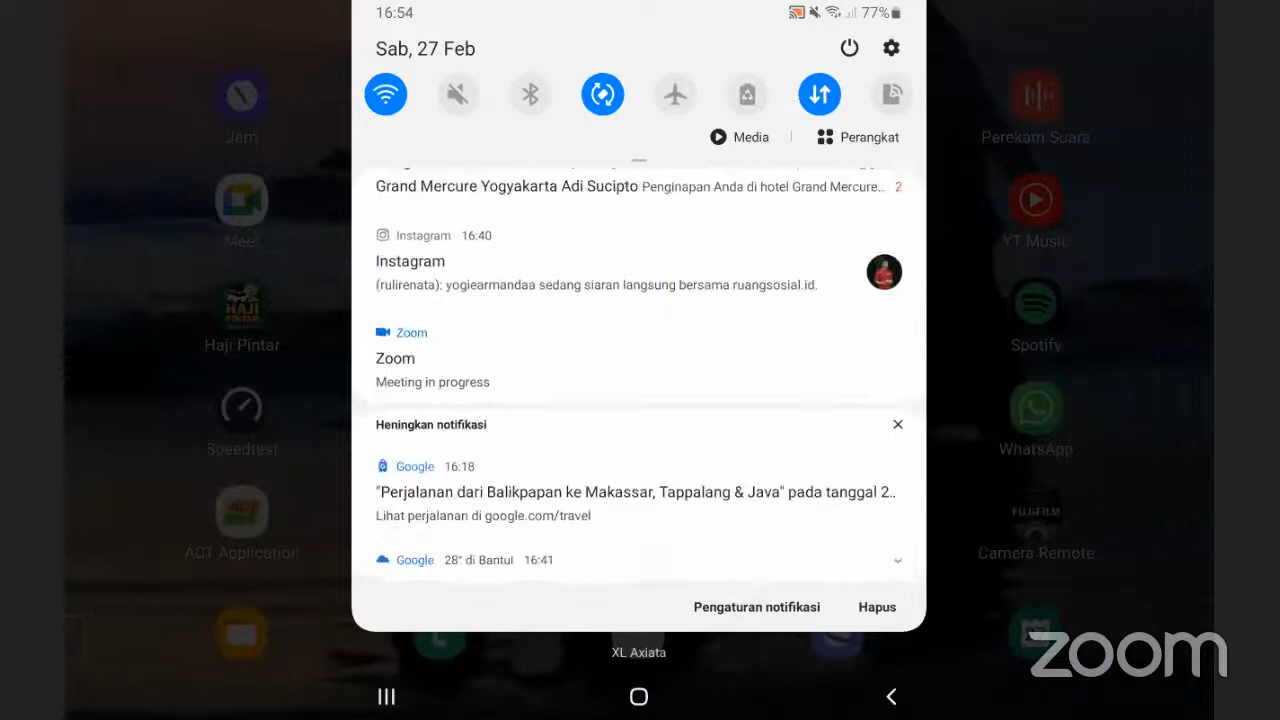 16:54
77%
Sab, 27 Feb
Media
Perangkat
Grand Mercure Yogyakarta Adi Sucipto Penginapan Anda di hotel Grand Mercure... 2
Instagram 16:40
Instagram
(rulirenata): yogiearmandaa sedang siaran langsung bersama ruangsosial.id.
Zoom
Zoom
Meeting in progress
Heningkan notifikasi
Google 16:18
"Perjalanan dari Balikpapan ke Makassar, Tappalang & Java" pada tanggal 2..
Lihat perjalanan di google.com/travel
Google 28° di Bantul 16:41
Pengaturan notifikasi
Hapus
XL Axiata
Jam
Meet
HAJI PINTAR
Haji Pintar
Speedtest
ACT
ACT Application
Perekam Suara
YT Music
Spotify
WhatsApp
FUJIFILM
Camera Remote
zoom